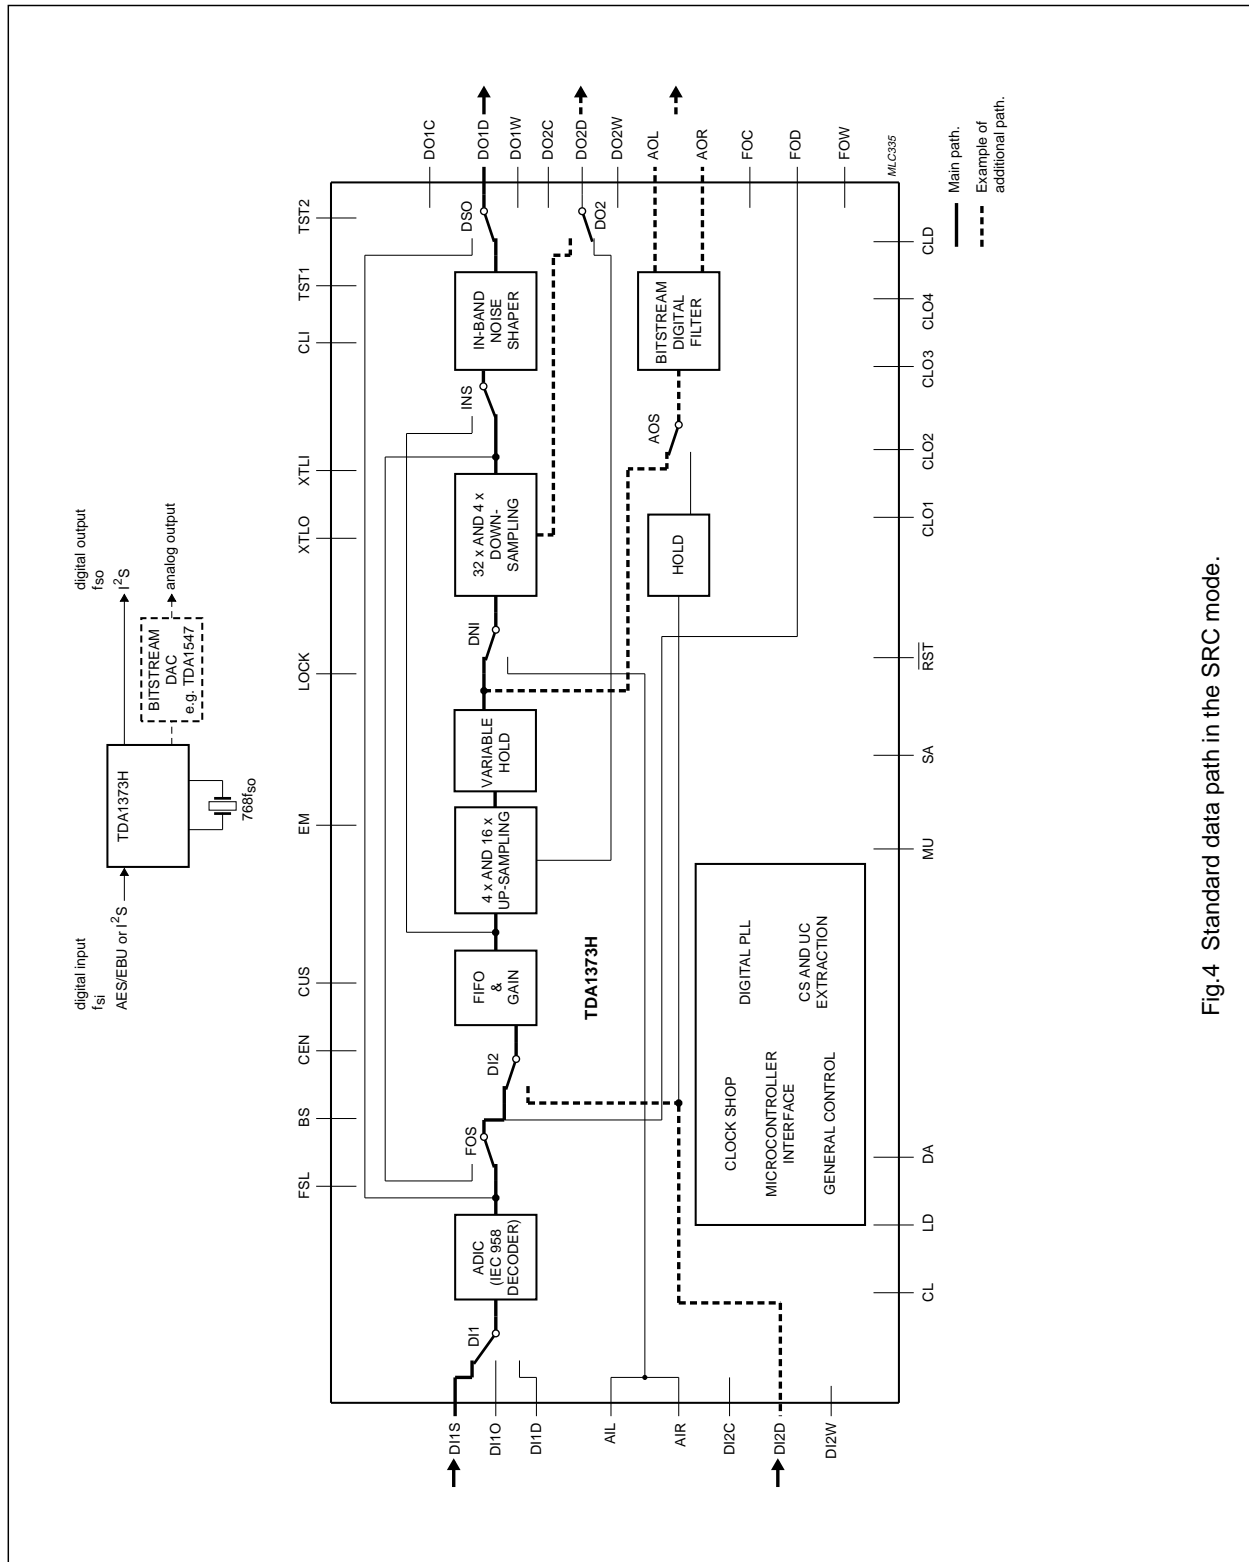 digital input
fsi
AES/EBU or I2S
TDA1373H
768fso
BITSTREAM
DAC
e.g. TDA1547
digital output
fso
I2S
analog output
FSL
BS
CEN
CUS
EM
LOCK
XTLO
XTLI
CLI
TST1
TST2
DI1S
DI1O
DI1D
AIL
AIR
DI2C
DI2D
DI2W
DI1
ADIC
(IEC 958
DECODER)
FOS
DI2
FIFO
&
GAIN
4 x AND 16 x
UP-SAMPLING
VARIABLE
HOLD
DNI
32 x AND 4 x
DOWN-
SAMPLING
INS
IN-BAND
NOISE
SHAPER
DSO
DO2
TDA1373H
HOLD
AOS
BITSTREAM
DIGITAL
FILTER
CLOCK SHOP
DIGITAL PLL
MICROCONTROLLER
INTERFACE
CS AND UC
EXTRACTION
GENERAL CONTROL
DO1C
DO1D
DO1W
DO2C
DO2D
DO2W
AOL
AOR
FOC
FOD
FOW
MLC335
CL
LD
DA
MU
SA
RST
CLO1
CLO2
CLO3
CLO4
CLD
Main path.
Example of
additional path.
Fig.4 Standard data path in the SRC mode.